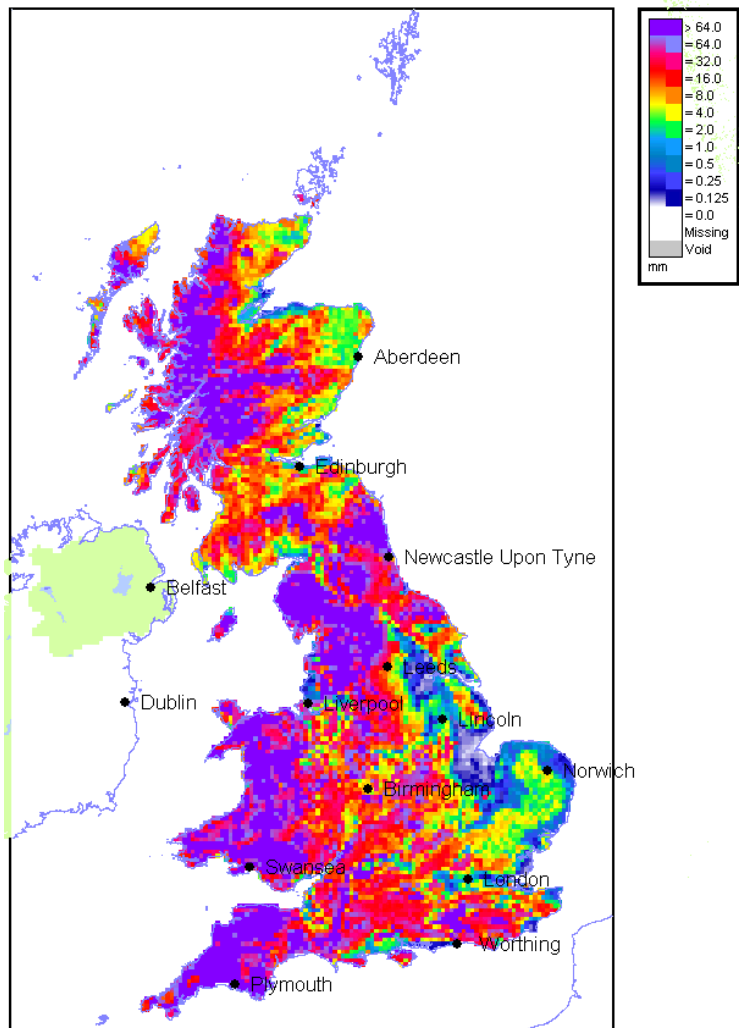 > 64.0
= 64.0
= 32.0
= 16.0
= 8.0
= 4.0
= 2.0
= 1.0
= 0.5
= 0.25
= 0.125
= 0.0
Missing
Void
mm
Aberdeen
Edinburgh
Newcastle Upon Tyne
Belfast
Leeds
Dublin
Liverpool
Lincoln
Norwich
Birmingham
Swansea
London
Worthing
Plymouth